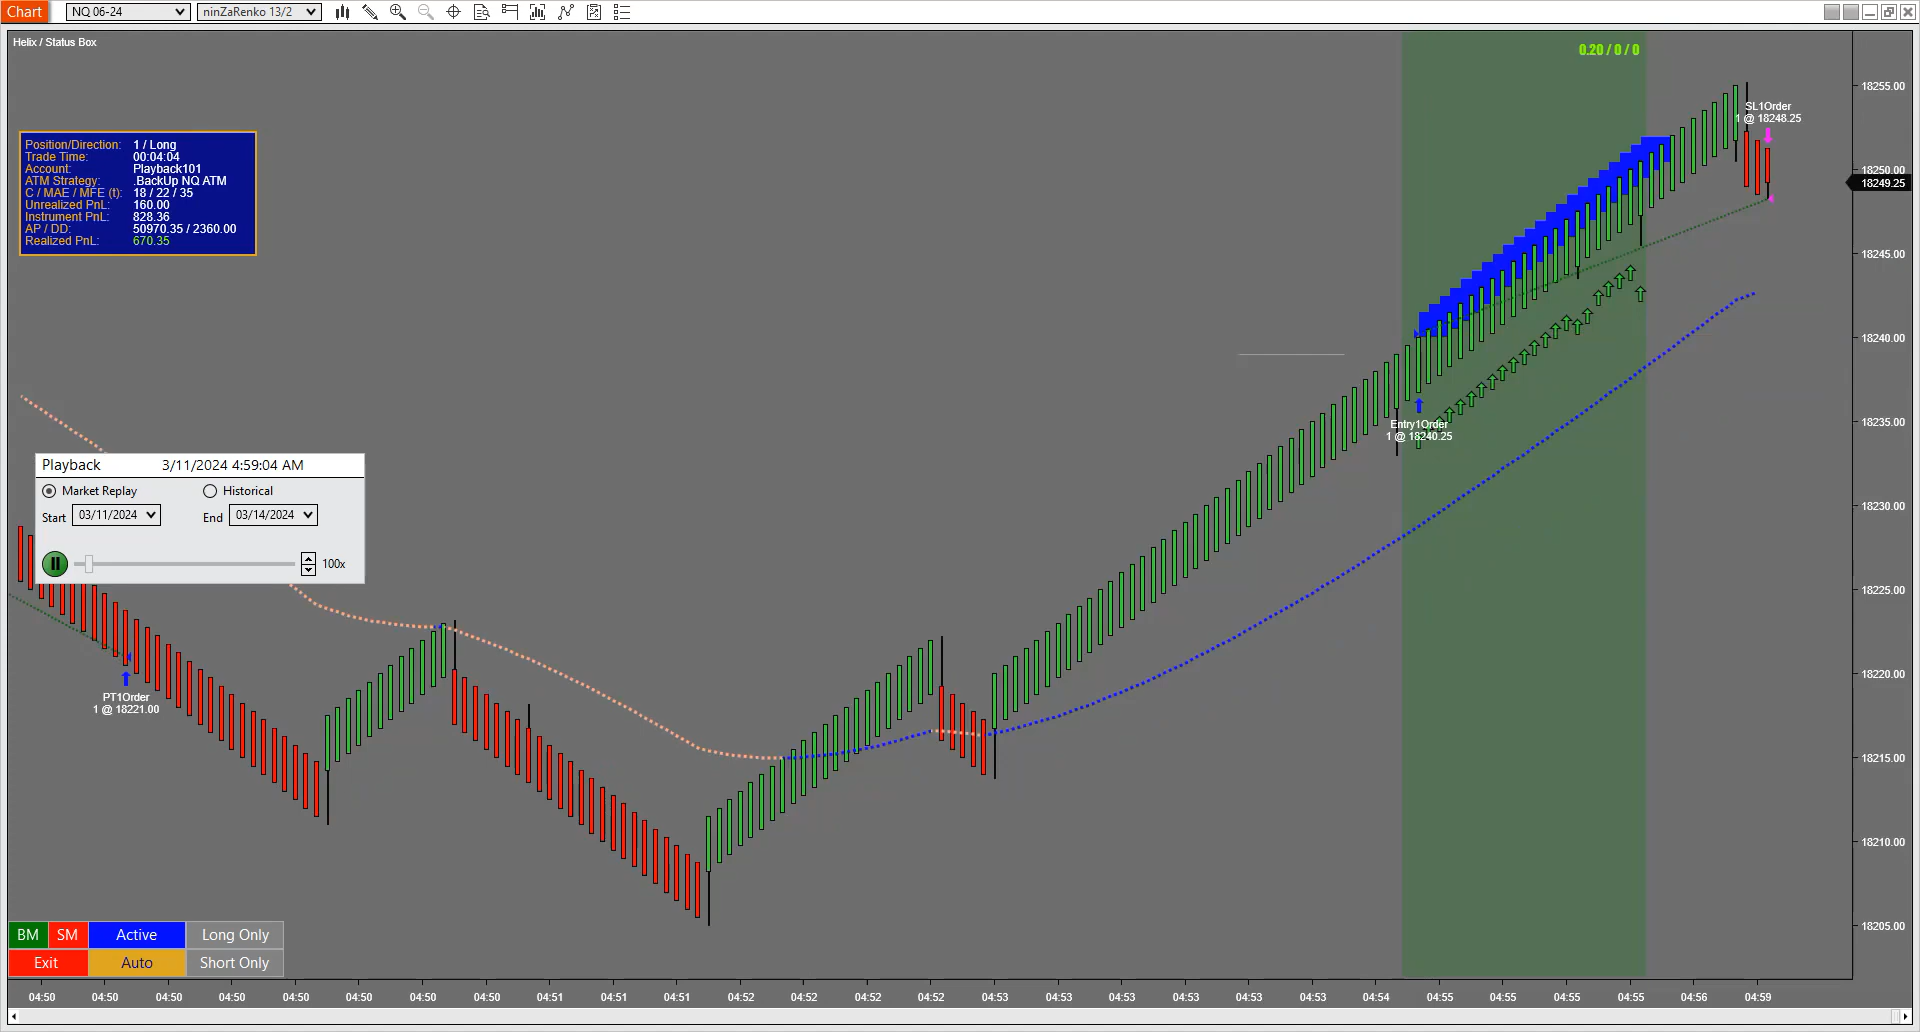 Chart NQ 06-24 ninZaRenko 13/2
Helix / Status Box
0.20 / 0 / 0
Position/Direction: 1 / Long
Trade Time: 00:04:04
Account: Playback101
ATM Strategy: .BackUp NQ ATM
C / MAE / MFE (t): 18 / 22 / 35
Unrealized PnL: 160.00
Instrument PnL: 828.36
AP / DD: 50970.35 / 2360.00
Realized PnL: 670.35
SL1Order
1 @ 18248.25
Entry1Order
1 @ 18240.25
Playback 3/11/2024 4:59:04 AM
Market Replay Historical
Start 03/11/2024 End 03/14/2024
100x
PT1Order
1 @ 18221.00
18255.00
18250.00
18249.25
18245.00
18240.00
18235.00
18230.00
18225.00
18220.00
18215.00
18210.00
18205.00
BM SM Active Long Only
Exit Auto Short Only
04:50 04:50 04:50 04:50 04:50 04:50 04:50 04:50 04:51 04:51 04:51 04:52 04:52 04:52 04:52 04:53 04:53 04:53 04:53 04:53 04:53 04:54 04:55 04:55 04:55 04:55 04:56 04:59